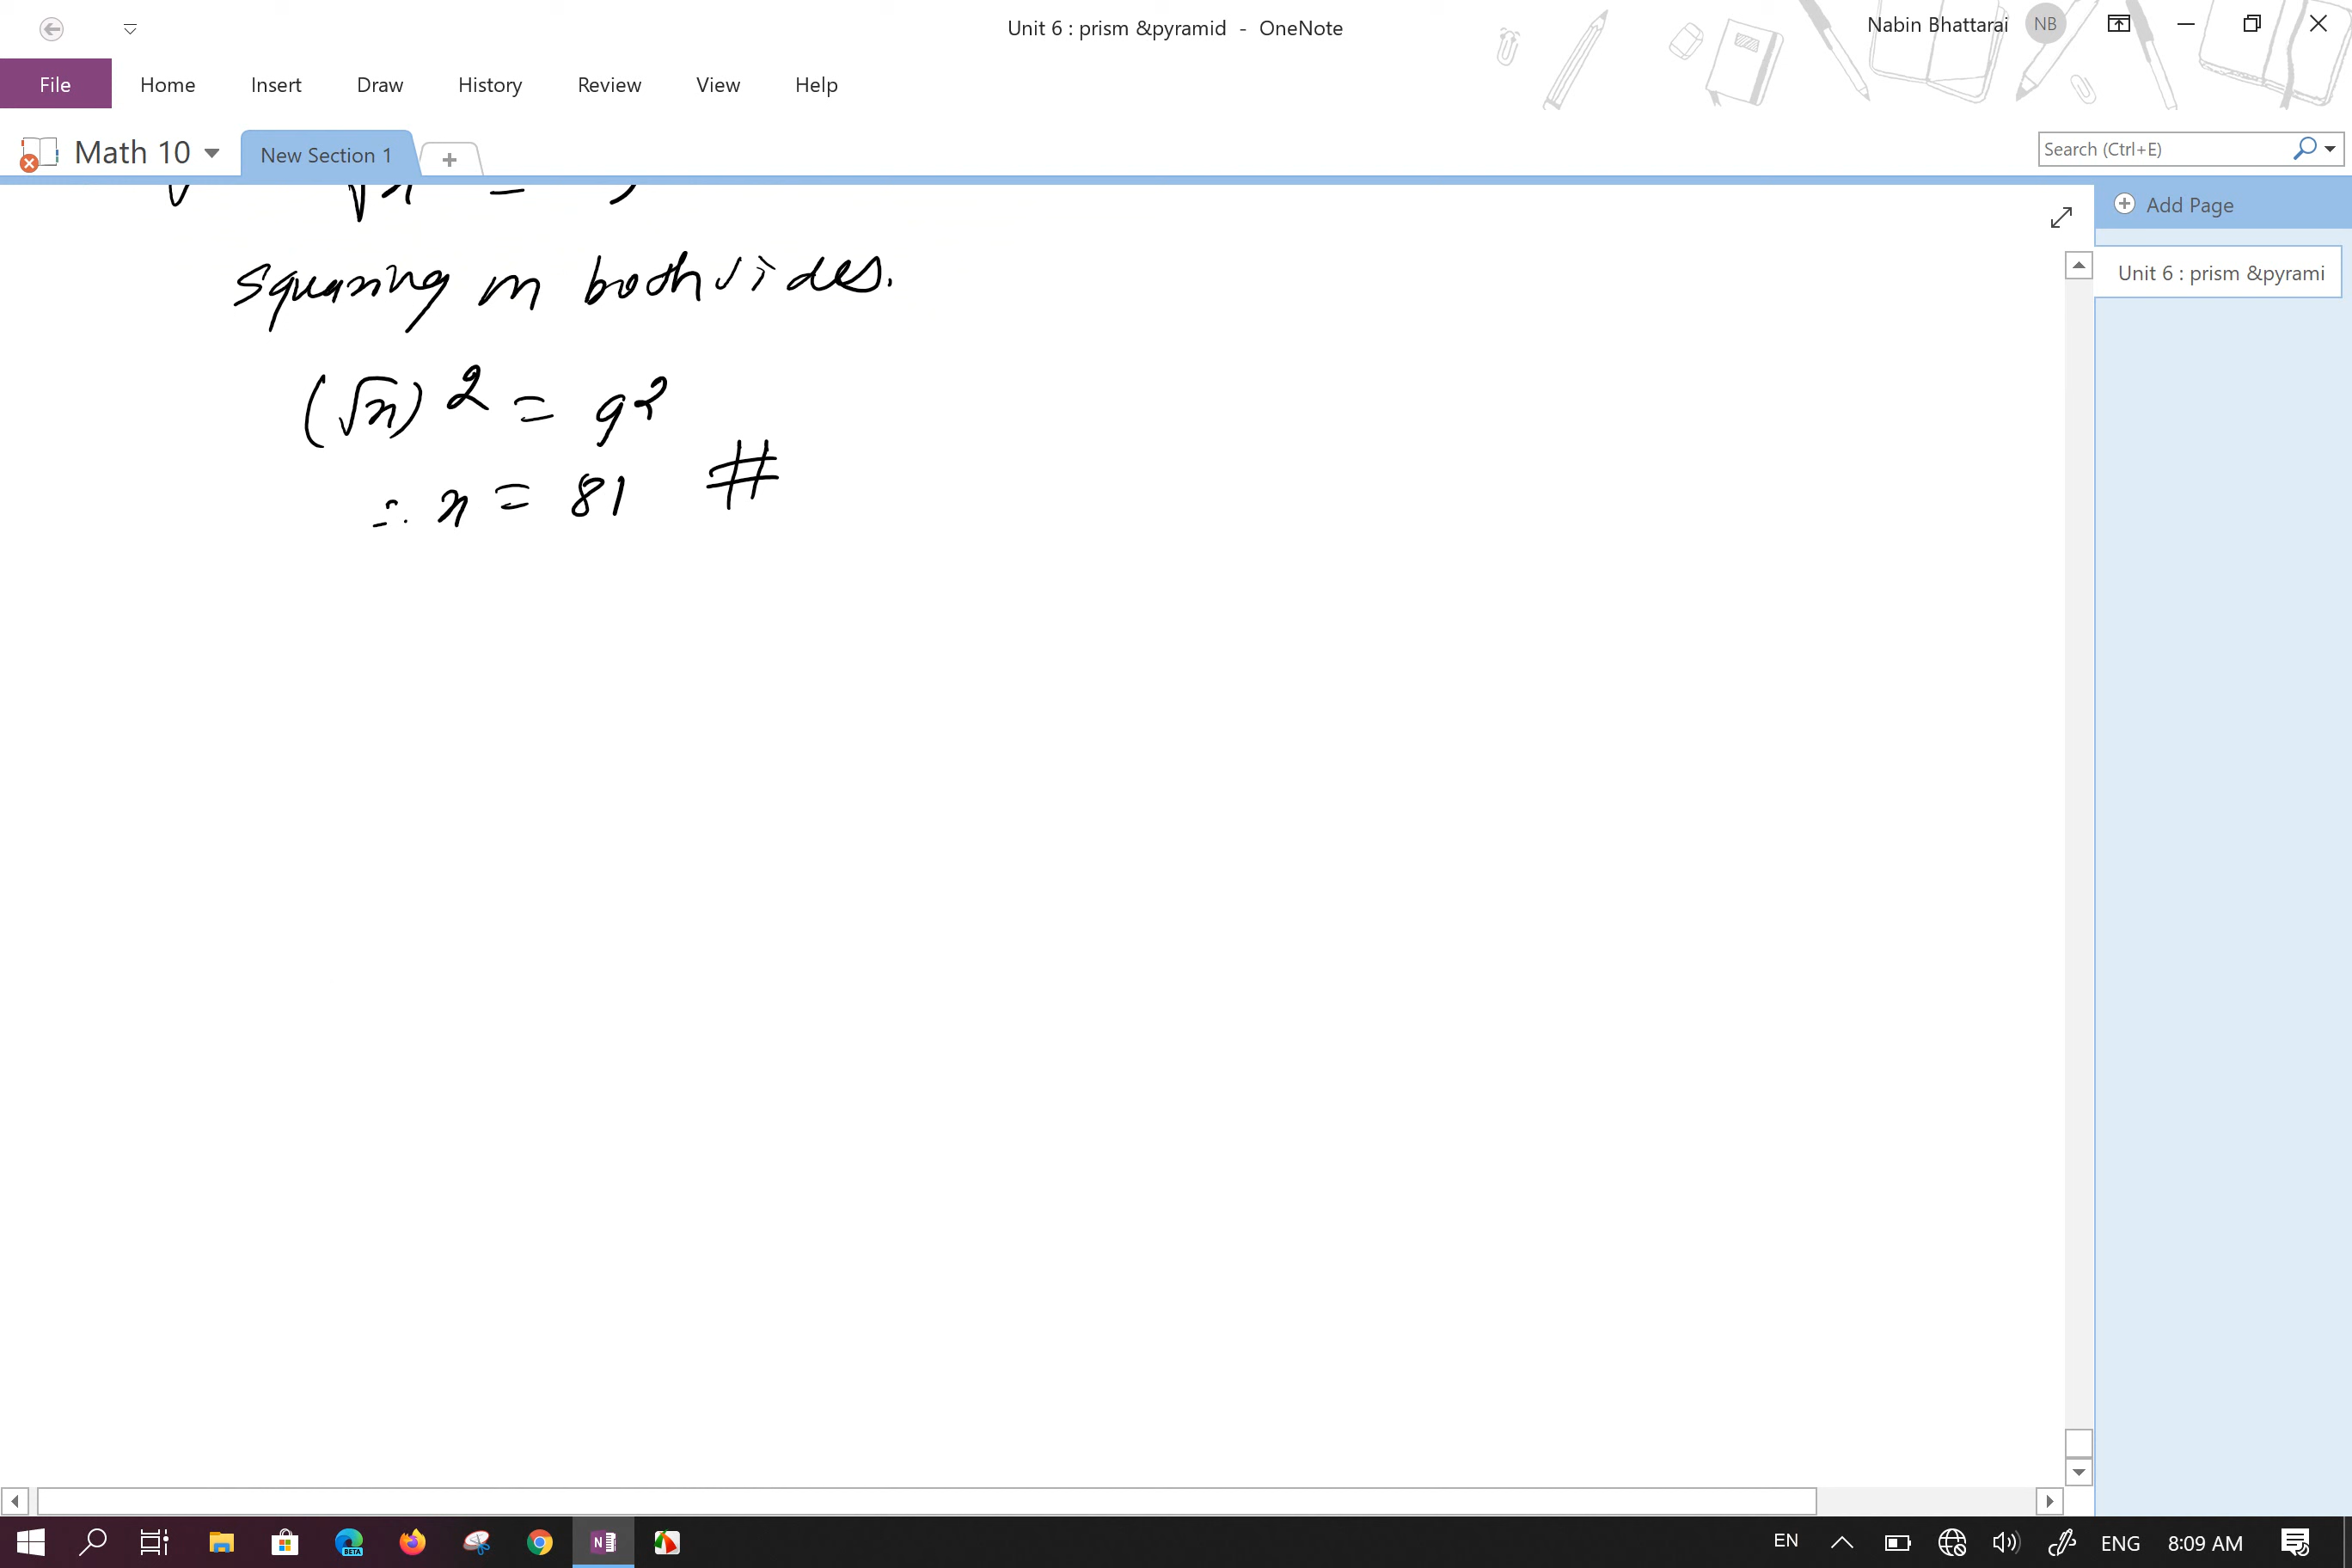 Unit 6 : prism &pyramid - OneNote
Nabin Bhattarai NB
File Home Insert Draw History Review View Help
Math 10 New Section 1 +
Search (Ctrl+E)
Add Page
Unit 6 : prism &pyrami
squaring on both sides.
(√x)² = 9²
∴ x = 81 #
BETA
N
EN ENG 8:09 AM